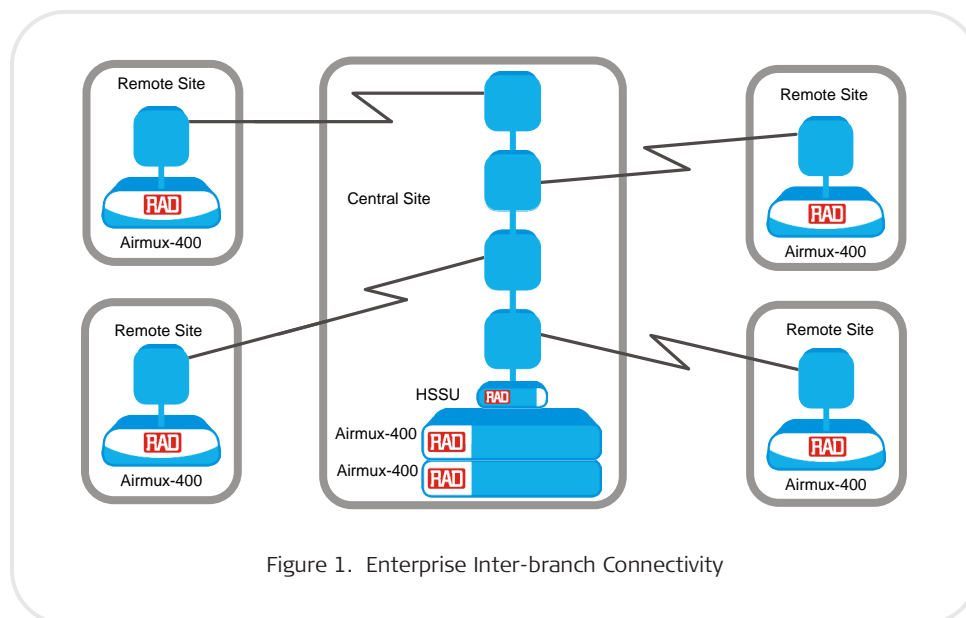 Remote Site
RAD
Airmux-400
Remote Site
RAD
Airmux-400
Central Site
HSSU
RAD
Airmux-400
RAD
Airmux-400
RAD
Remote Site
RAD
Airmux-400
Remote Site
RAD
Airmux-400
Figure 1. Enterprise Inter-branch Connectivity